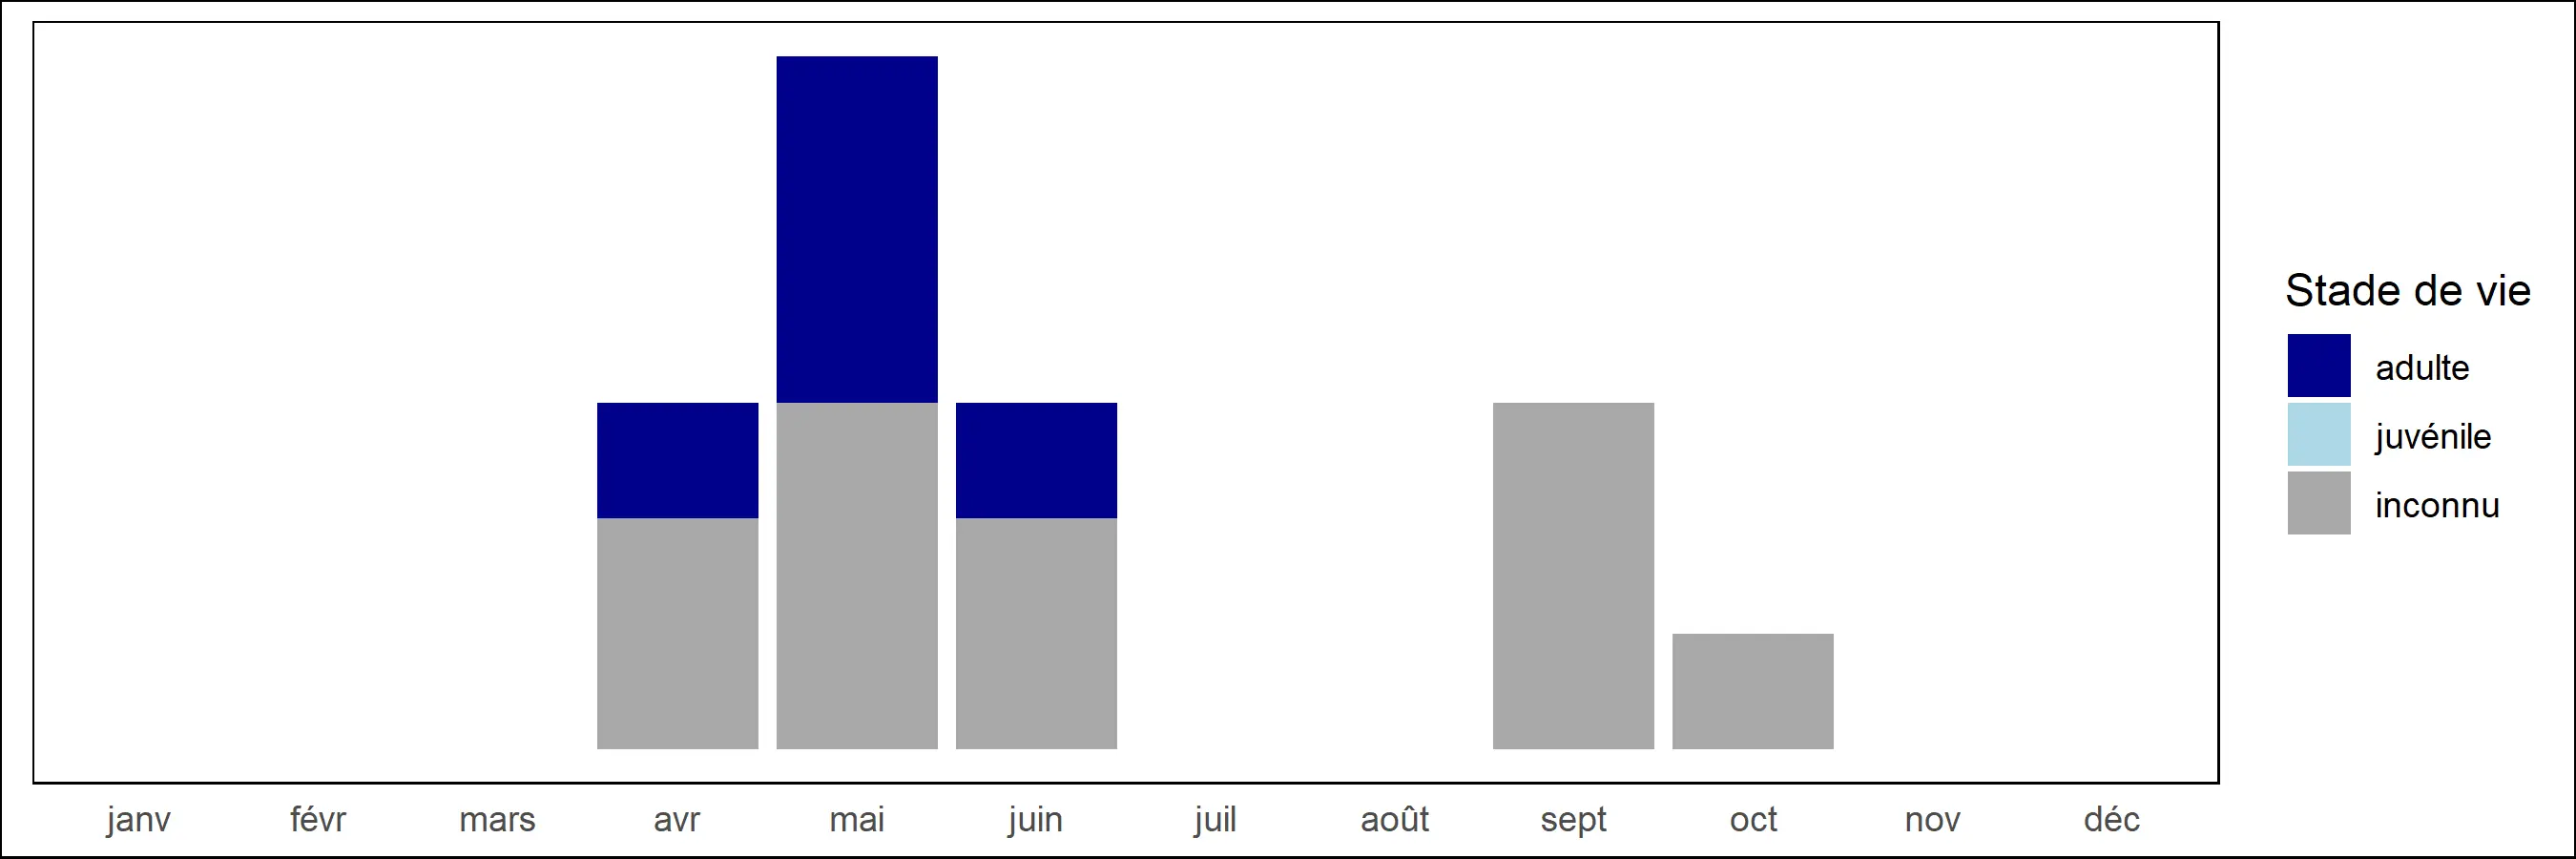 Stade de vie
adulte
juvénile
inconnu
janv févr mars avr mai juin juil août sept oct nov déc